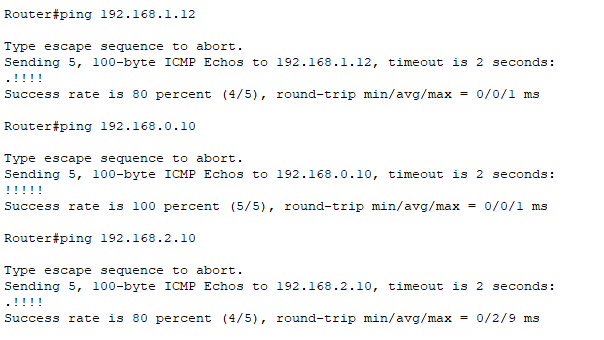 Router#ping 192.168.1.12
Type escape sequence to abort.
Sending 5, 100-byte ICMP Echos to 192.168.1.12, timeout is 2 seconds:
.!!!!
Success rate is 80 percent (4/5), round-trip min/avg/max = 0/0/1 ms
Router#ping 192.168.0.10
Type escape sequence to abort.
Sending 5, 100-byte ICMP Echos to 192.168.0.10, timeout is 2 seconds:
!!!!!
Success rate is 100 percent (5/5), round-trip min/avg/max = 0/0/1 ms
Router#ping 192.168.2.10
Type escape sequence to abort.
Sending 5, 100-byte ICMP Echos to 192.168.2.10, timeout is 2 seconds:
.!!!!
Success rate is 80 percent (4/5), round-trip min/avg/max = 0/2/9 ms